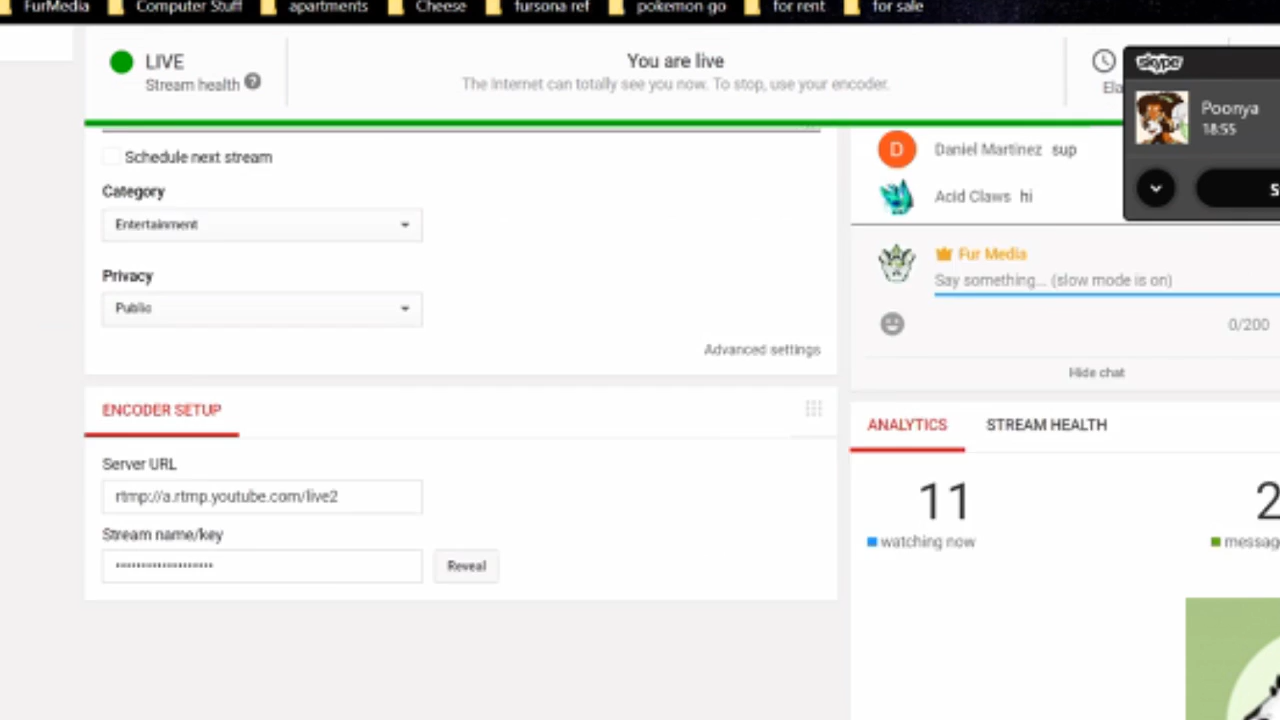 FurMedia Computer Stuff apartments Cheese fursona ref pokemon go for rent for sale
LIVE
Stream health ?
You are live
The Internet can totally see you now. To stop, use your encoder.
skype
Poonya
18:55
Schedule next stream
Category
Entertainment
Privacy
Public
Advanced settings
ENCODER SETUP
Server URL
rtmp://a.rtmp.youtube.com/live2
Stream name/key
••••••••••••••••••••
Reveal
D Daniel Martinez sup
Acid Claws hi
Fur Media
Say something... (slow mode is on)
0/200
Hide chat
ANALYTICS STREAM HEALTH
11
watching now
2